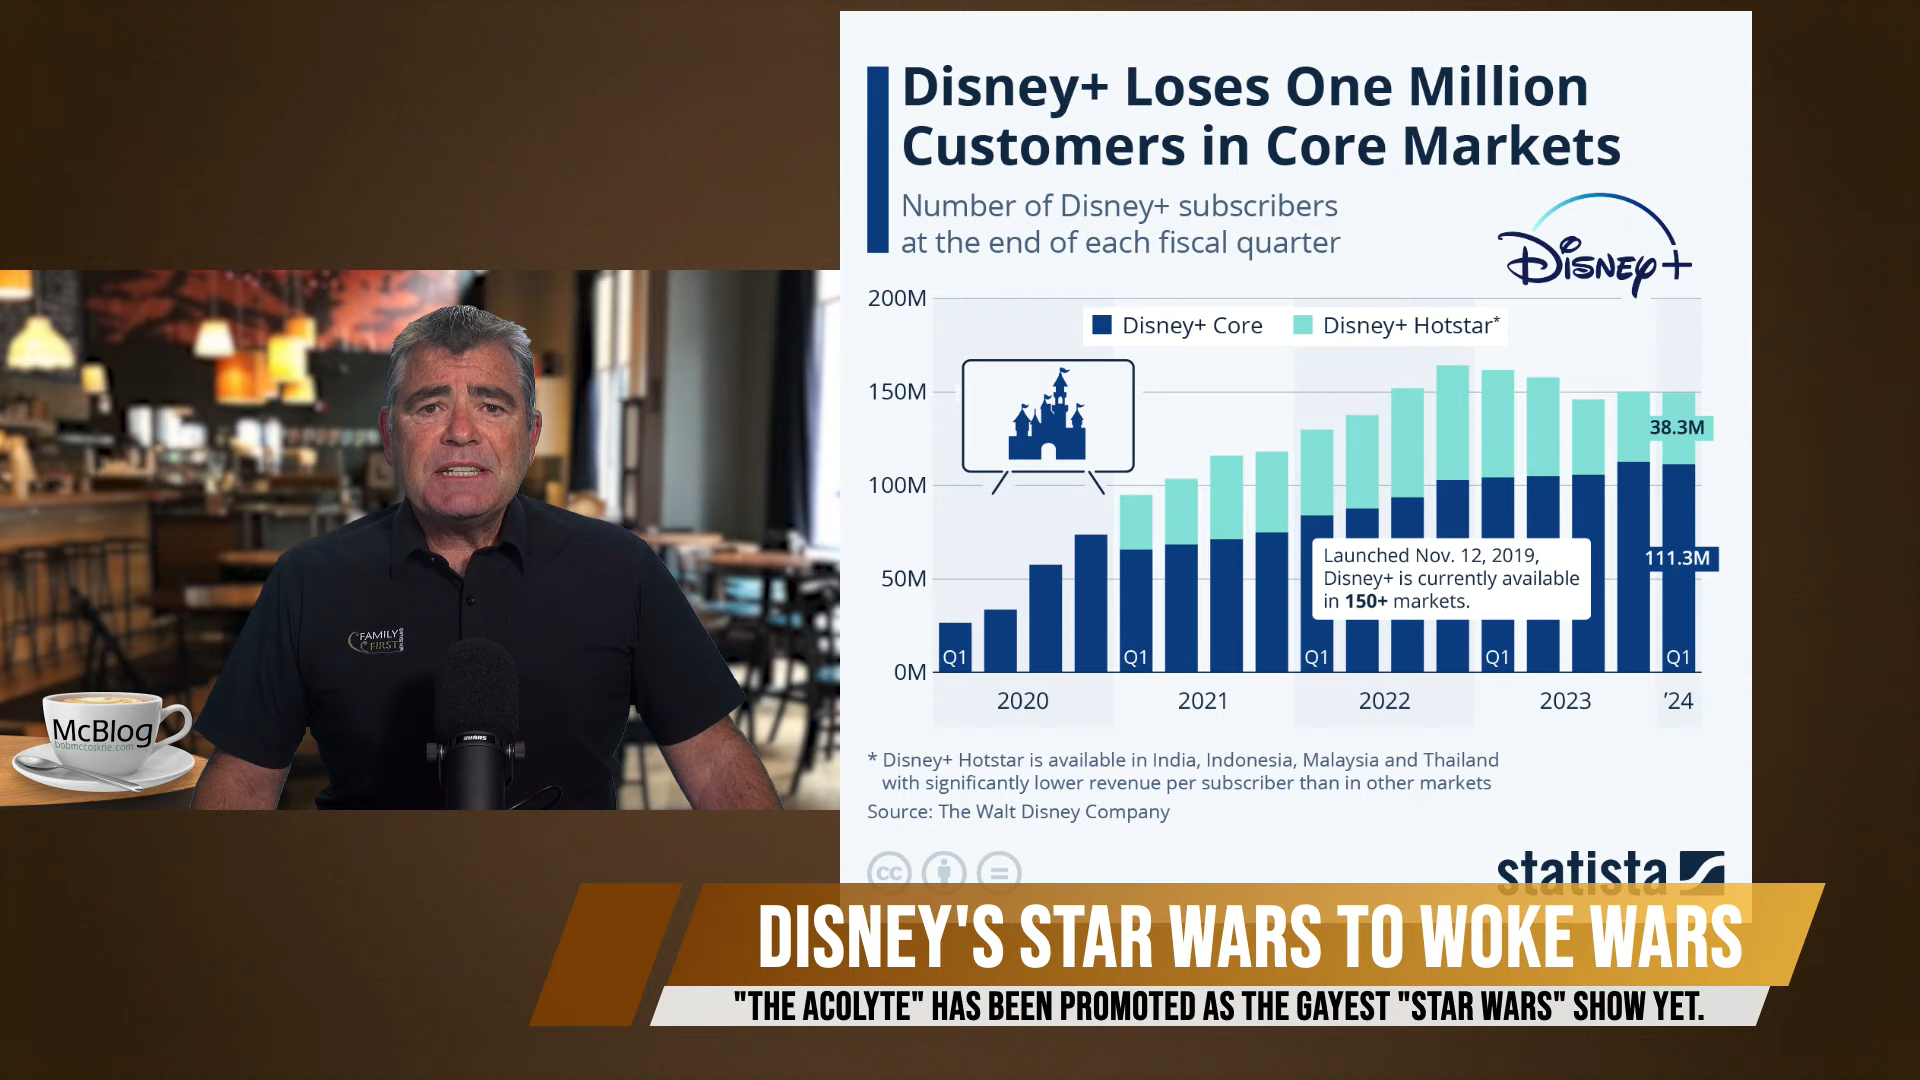 Disney+ Loses One Million
Customers in Core Markets
Number of Disney+ subscribers
at the end of each fiscal quarter
Disney+
200M
150M
100M
50M
0M
Disney+ Core
Disney+ Hotstar*
38.3M
111.3M
Launched Nov. 12, 2019,
Disney+ is currently available
in 150+ markets.
Q1
Q1
Q1
Q1
Q1
2020
2021
2022
2023
’24
* Disney+ Hotstar is available in India, Indonesia, Malaysia and Thailand
with significantly lower revenue per subscriber than in other markets
Source: The Walt Disney Company
cc
statista
FAMILY
FIRST
SHURE
McBlog
bobmccoskrie.com
DISNEY'S STAR WARS TO WOKE WARS
"THE ACOLYTE" HAS BEEN PROMOTED AS THE GAYEST "STAR WARS" SHOW YET.